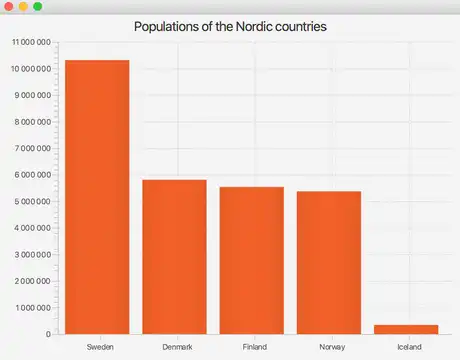 Populations of the Nordic countries
11 000 000
10 000 000
9 000 000
8 000 000
7 000 000
6 000 000
5 000 000
4 000 000
3 000 000
2 000 000
1 000 000
0
Sweden Denmark Finland Norway Iceland